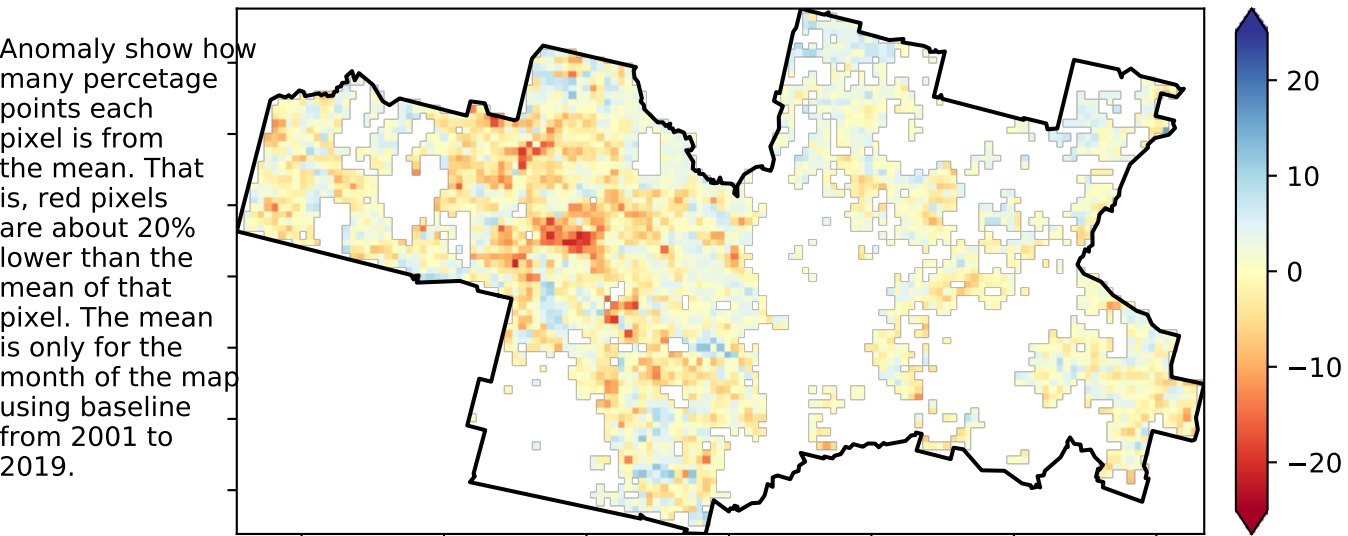 Anomaly show how
many percetage
points each
pixel is from
the mean. That
is, red pixels
are about 20%
lower than the
mean of that
pixel. The mean
is only for the
month of the map
using baseline
from 2001 to
2019.
20
10
0
−10
−20